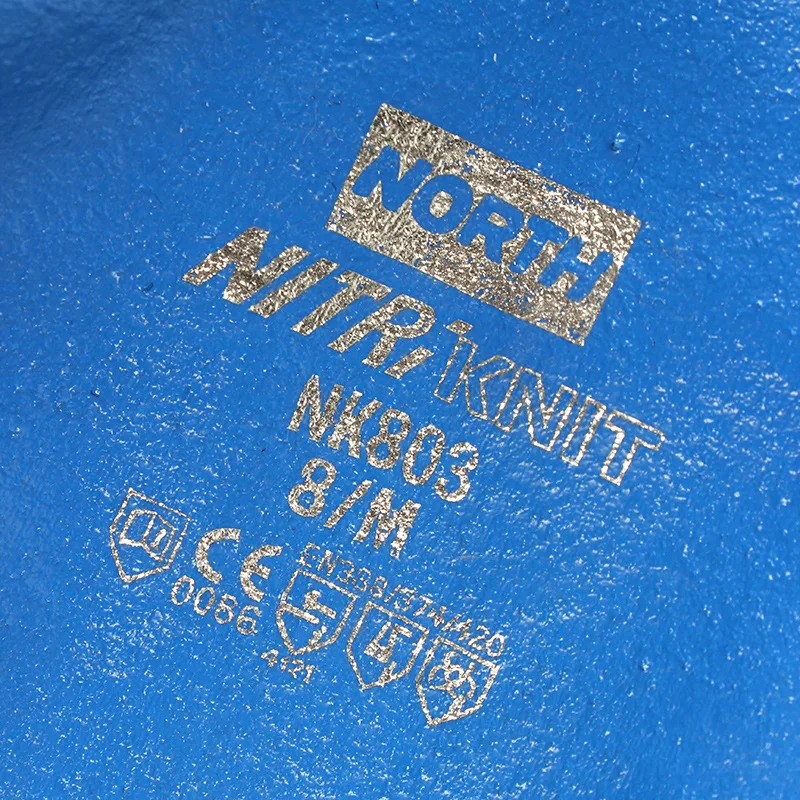 NORTH
NITRiKNIT
NK803
8/M
CE
EN388/374/420
0086
4121